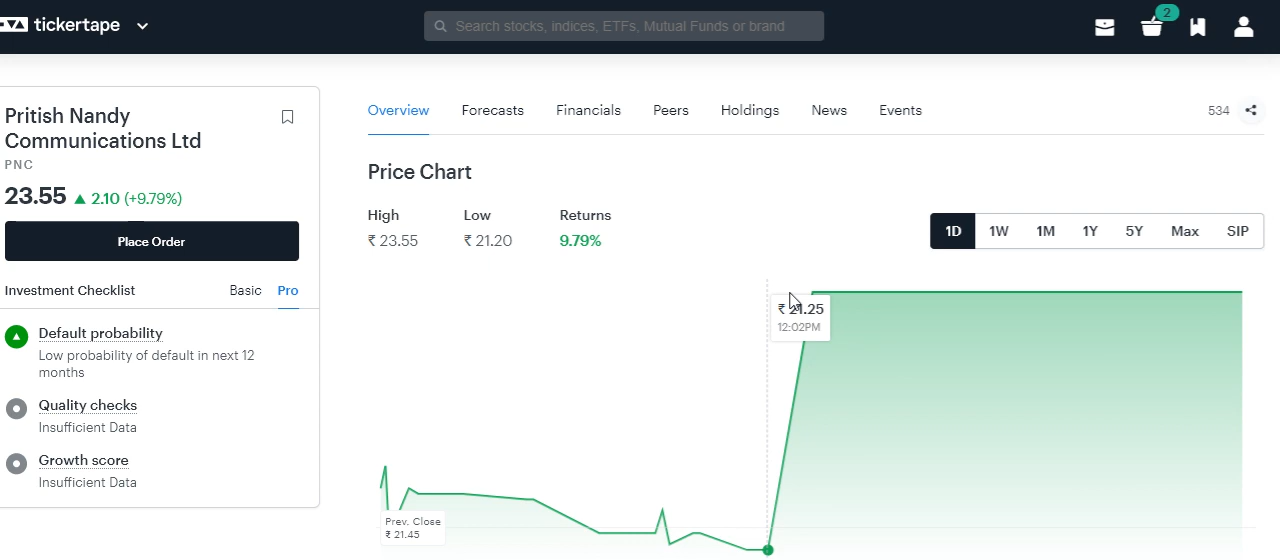 tickertape
Search stocks, indices, ETFs, Mutual Funds or brand
2
Pritish Nandy
Communications Ltd
PNC
23.55 ▲ 2.10 (+9.79%)
Place Order
Investment Checklist Basic Pro
Default probability
Low probability of default in next 12
months
Quality checks
Insufficient Data
Growth score
Insufficient Data
Overview Forecasts Financials Peers Holdings News Events 534
Price Chart
High Low Returns
₹ 23.55 ₹ 21.20 9.79%
1D 1W 1M 1Y 5Y Max SIP
₹ 21.25
12:02PM
Prev. Close
₹ 21.45